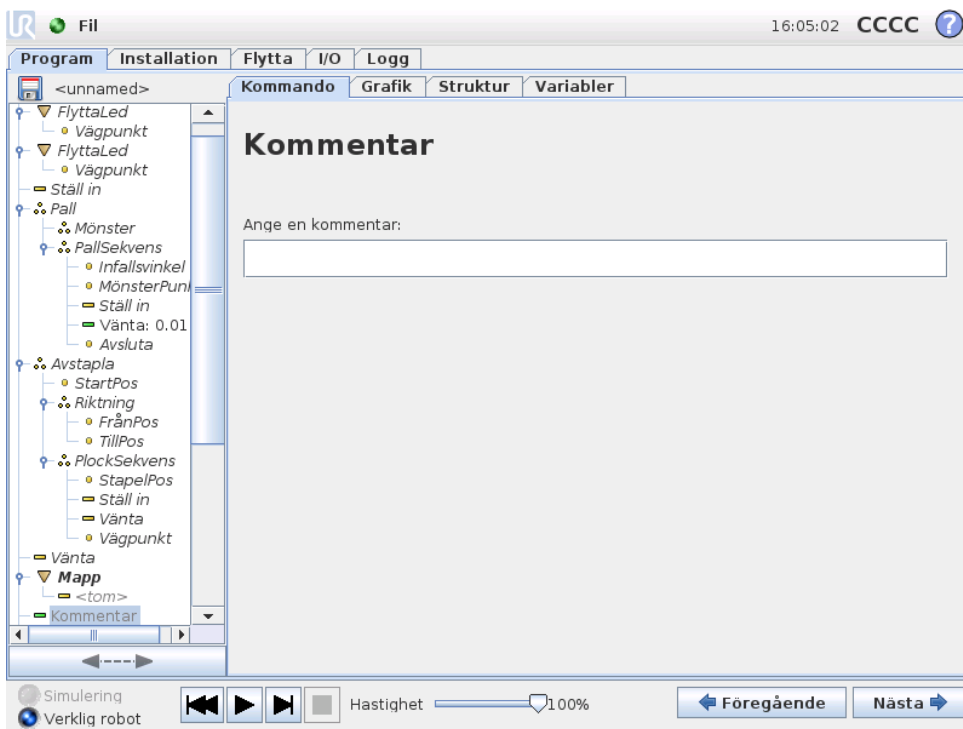 UR Fil 16:05:02 CCCC ?
Program Installation Flytta I/O Logg
<unnamed>
Kommando Grafik Struktur Variabler
FlyttaLed
Vägpunkt
FlyttaLed
Vägpunkt
Ställ in
Pall
Mönster
PallSekvens
Infallsvinkel
MönsterPun
Ställ in
Vänta: 0.01
Avsluta
Avstapla
StartPos
Riktning
FrånPos
TillPos
PlockSekvens
StapelPos
Ställ in
Vänta
Vägpunkt
Vänta
Mapp
<tom>
Kommentar
Kommentar
Ange en kommentar:
Simulering
Verklig robot
Hastighet 100%
Föregående Nästa